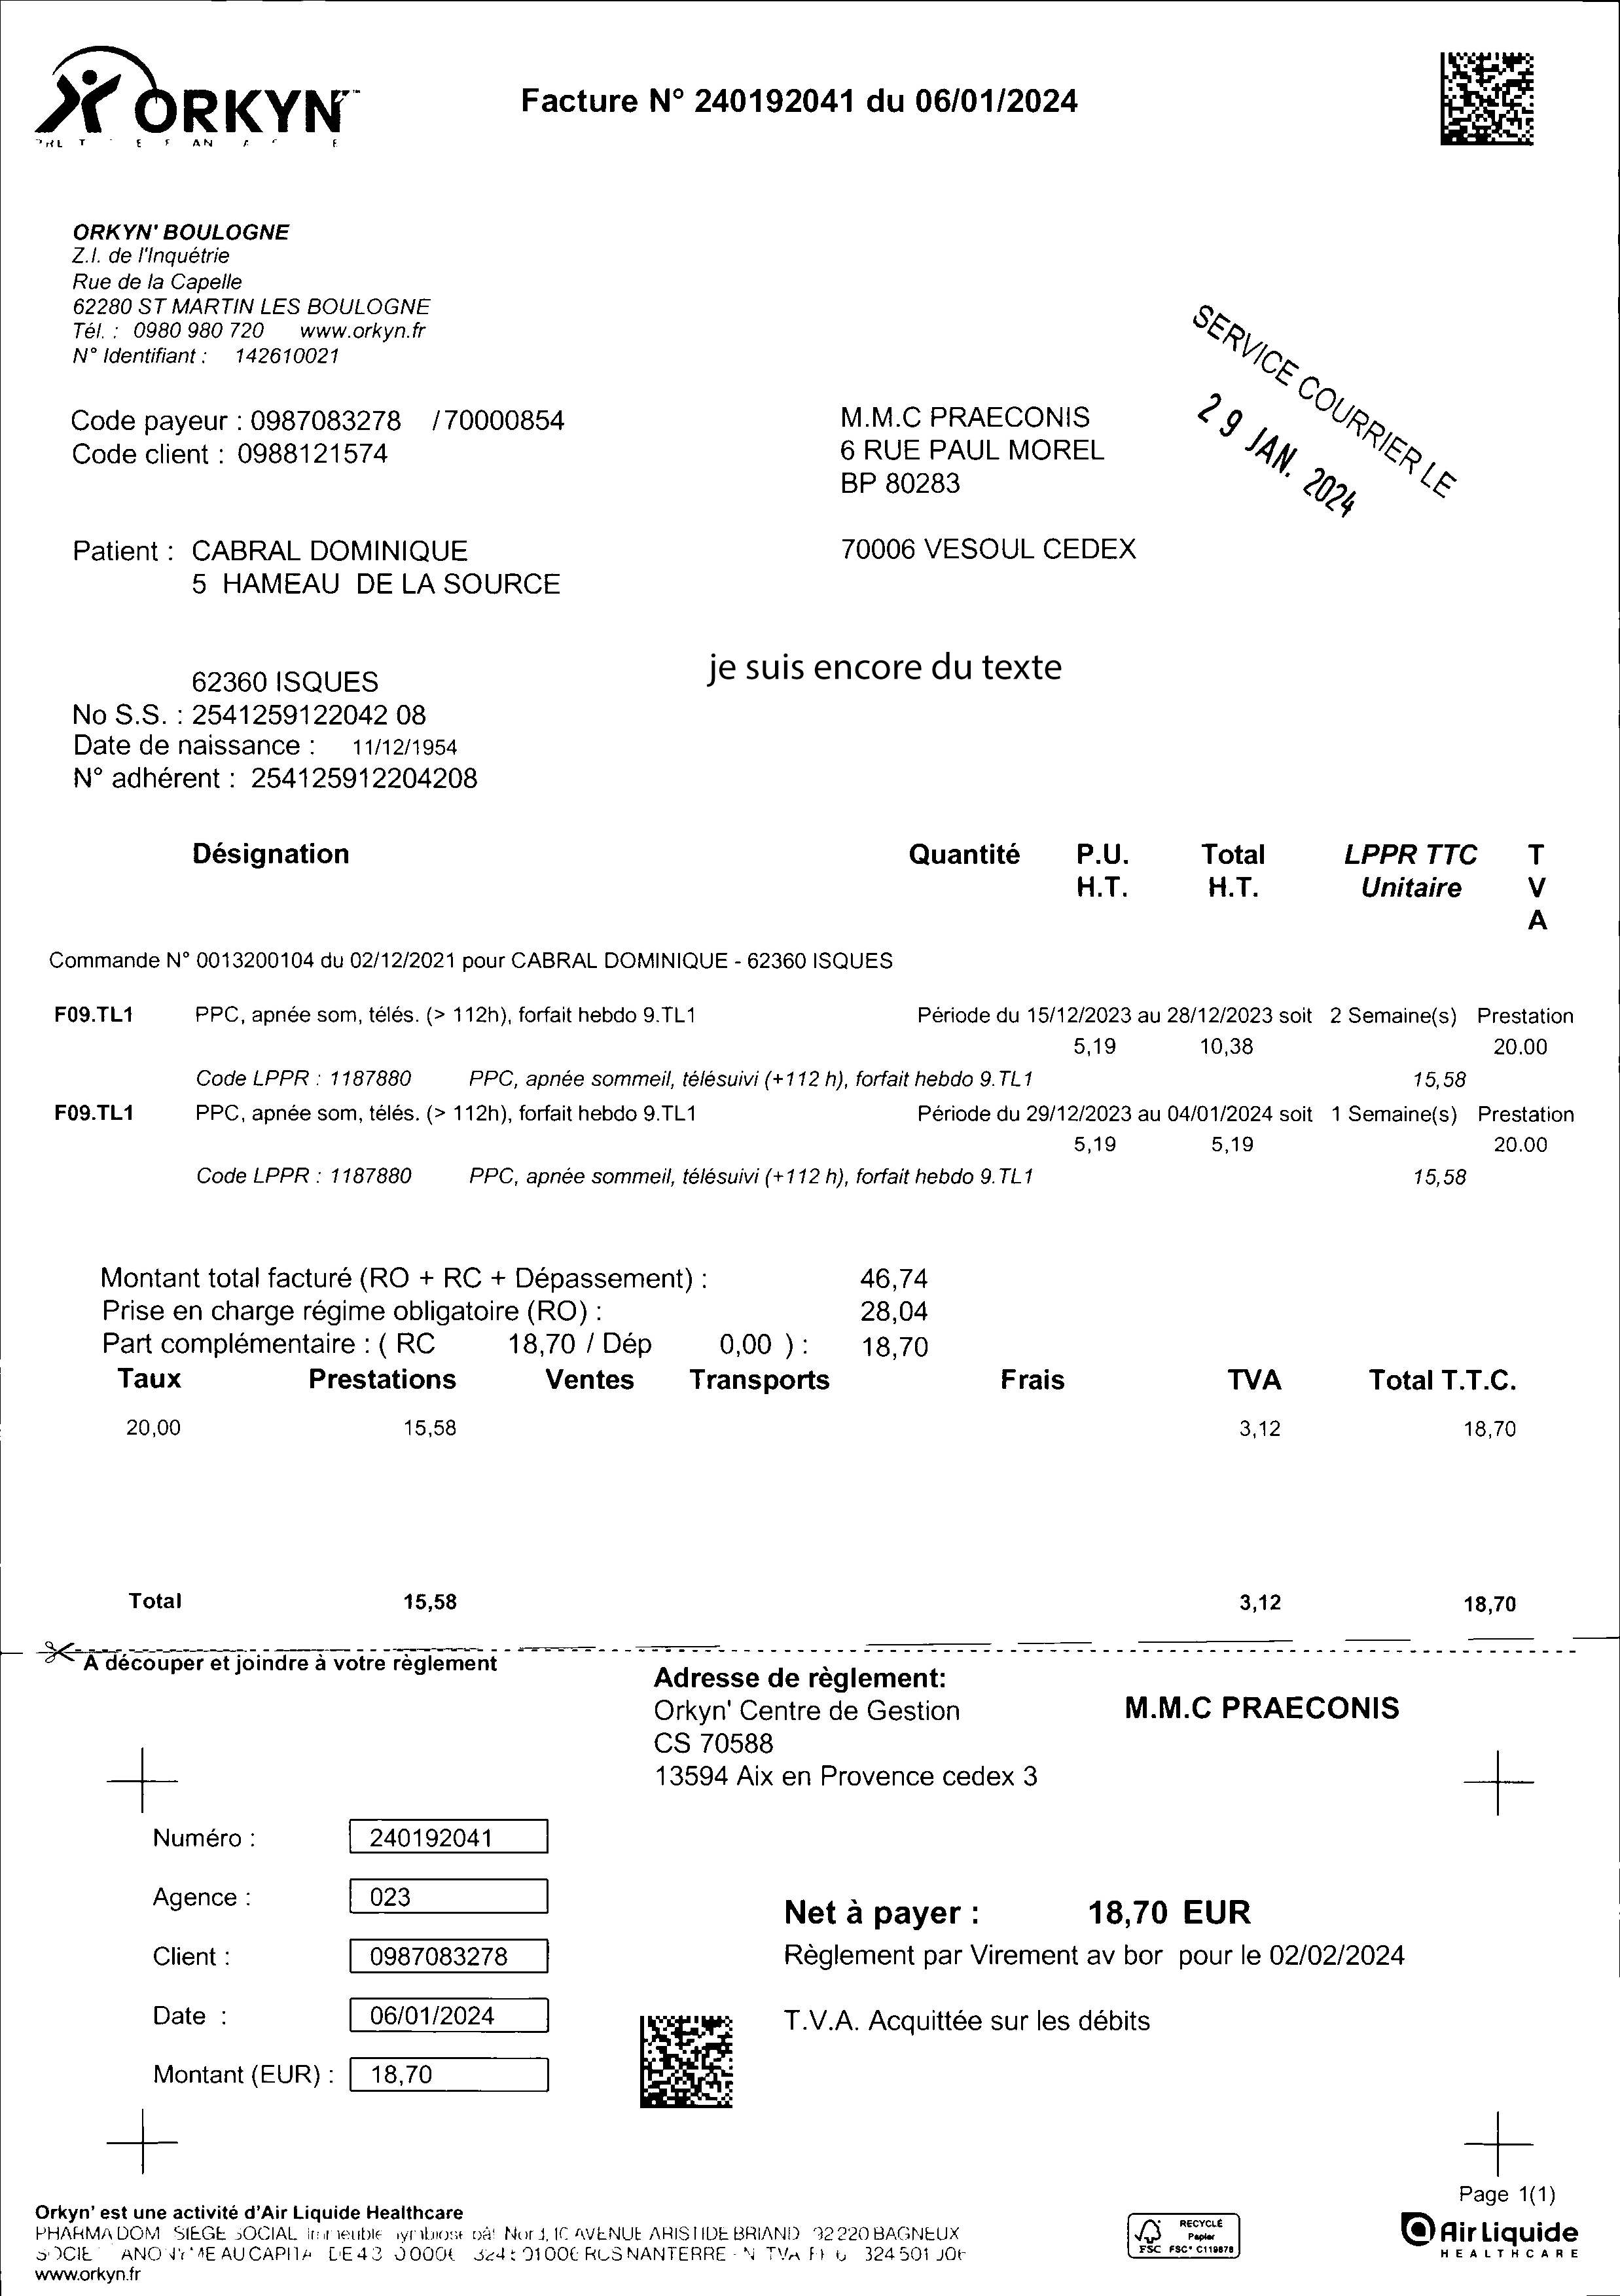 ORKYN'
Facture N° 240192041 du 06/01/2024
ORKYN' BOULOGNE
Z.I. de l'Inquétrie
Rue de la Capelle
62280 ST MARTIN LES BOULOGNE
Tél. : 0980 980 720 www.orkyn.fr
N° Identifiant : 142610021
SERVICE COURRIER LE
29 JAN. 2024
Code payeur : 0987083278 / 70000854
Code client : 0988121574
M.M.C PRAECONIS
6 RUE PAUL MOREL
BP 80283
70006 VESOUL CEDEX
Patient : CABRAL DOMINIQUE
5 HAMEAU DE LA SOURCE
62360 ISQUES
je suis encore du texte
No S.S. : 2541259122042 08
Date de naissance : 11/12/1954
N° adhérent : 254125912204208
Désignation Quantité P.U. Total LPPR TTC T
H.T. H.T. Unitaire V
A
Commande N° 0013200104 du 02/12/2021 pour CABRAL DOMINIQUE - 62360 ISQUES
F09.TL1 PPC, apnée som, télés. (> 112h), forfait hebdo 9.TL1 Période du 15/12/2023 au 28/12/2023 soit 2 Semaine(s) Prestation
5,19 10,38 20.00
Code LPPR : 1187880 PPC, apnée sommeil, télésuivi (+112 h), forfait hebdo 9.TL1 15,58
F09.TL1 PPC, apnée som, télés. (> 112h), forfait hebdo 9.TL1 Période du 29/12/2023 au 04/01/2024 soit 1 Semaine(s) Prestation
5,19 5,19 20.00
Code LPPR : 1187880 PPC, apnée sommeil, télésuivi (+112 h), forfait hebdo 9.TL1 15,58
Montant total facturé (RO + RC + Dépassement) : 46,74
Prise en charge régime obligatoire (RO) : 28,04
Part complémentaire : ( RC 18,70 / Dép 0,00 ) : 18,70
Taux Prestations Ventes Transports Frais TVA Total T.T.C.
20,00 15,58 3,12 18,70
Total 15,58 3,12 18,70
A découper et joindre à votre règlement
Adresse de règlement:
Orkyn' Centre de Gestion
CS 70588
13594 Aix en Provence cedex 3
M.M.C PRAECONIS
Numéro : 240192041
Agence : 023
Client : 0987083278
Date : 06/01/2024
Montant (EUR) : 18,70
Net à payer : 18,70 EUR
Règlement par Virement av bor pour le 02/02/2024
T.V.A. Acquittée sur les débits
Page 1(1)
Orkyn' est une activité d'Air Liquide Healthcare
PHARMA DOM SIEGE SOCIAL AVENUE ARISTIDE BRIAND 92220 BAGNEUX
AU CAPITAL RCS NANTERRE
www.orkyn.fr
RECYCLÉ
Papier
FSC FSC® C119878
Air Liquide
HEALTHCARE